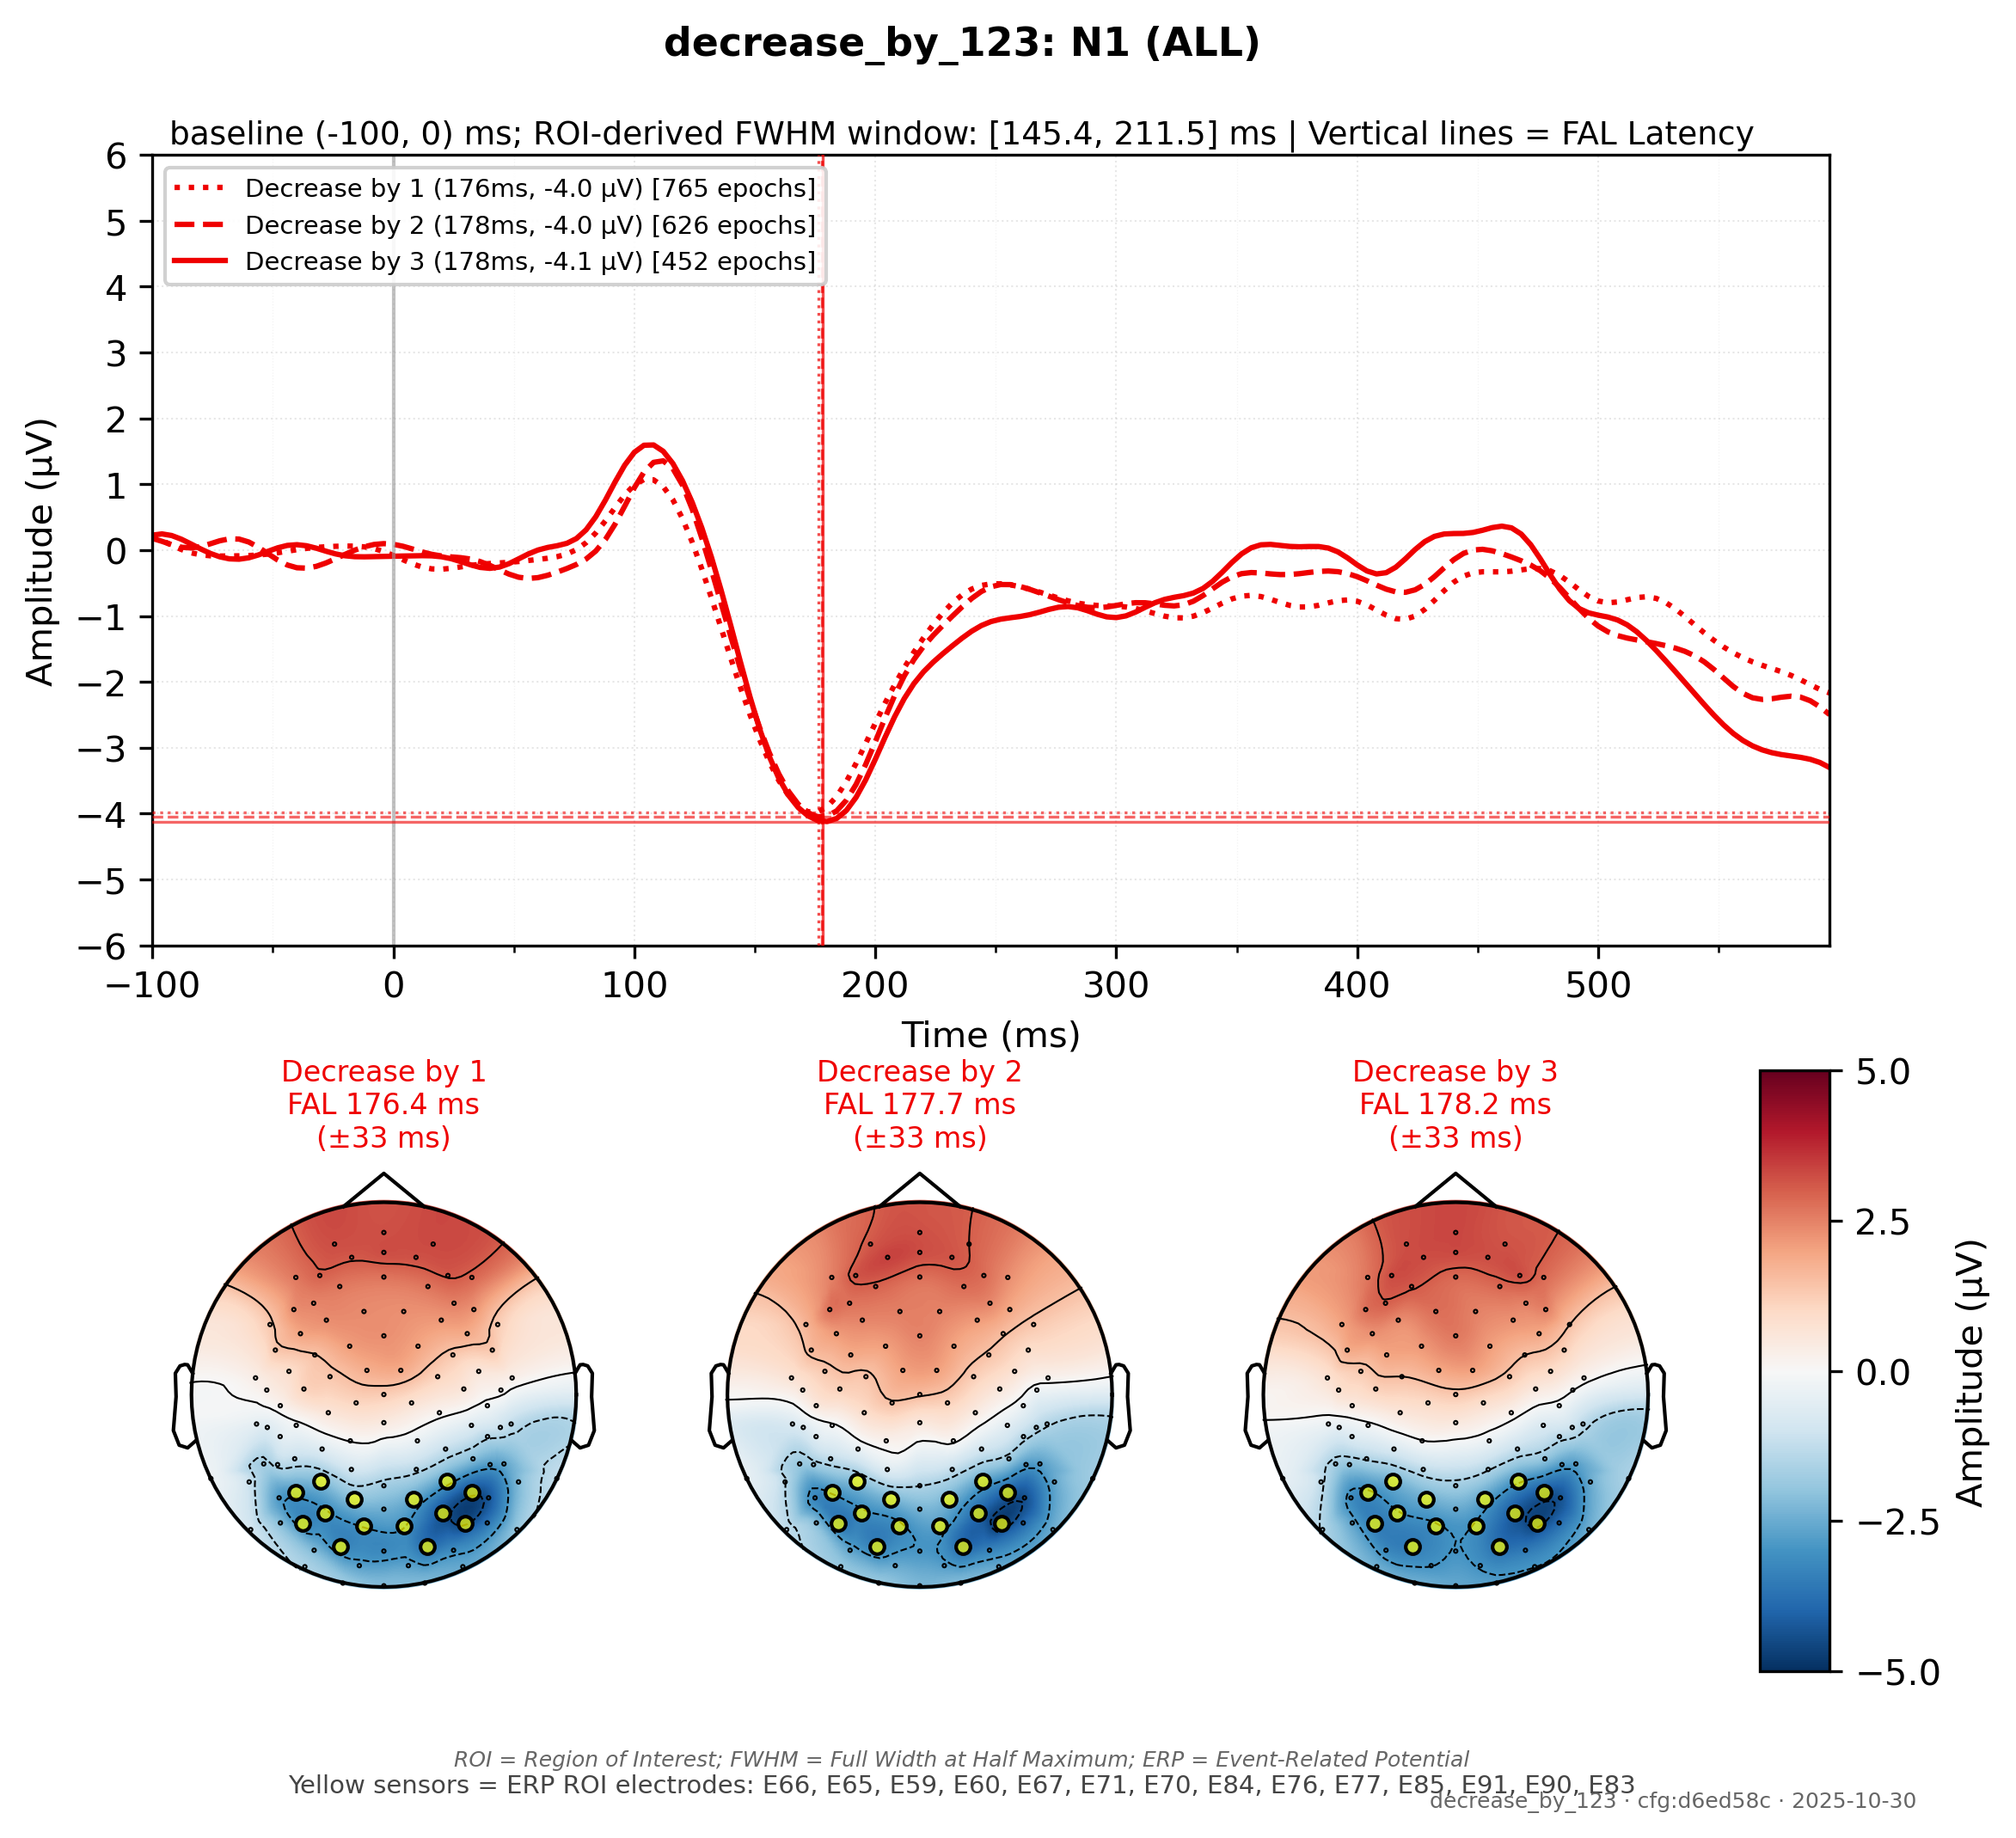 decrease_by_123: N1 (ALL)
baseline (-100, 0) ms; ROI-derived FWHM window: [145.4, 211.5] ms | Vertical lines = FAL Latency
Decrease by 1 (176ms, -4.0 µV) [765 epochs]
Decrease by 2 (178ms, -4.0 µV) [626 epochs]
Decrease by 3 (178ms, -4.1 µV) [452 epochs]
6
5
4
3
2
1
0
−1
−2
−3
−4
−5
−6
Amplitude (µV)
−100 0 100 200 300 400 500
Time (ms)
Decrease by 1
FAL 176.4 ms
(±33 ms)
Decrease by 2
FAL 177.7 ms
(±33 ms)
Decrease by 3
FAL 178.2 ms
(±33 ms)
5.0
2.5
0.0
−2.5
−5.0
Amplitude (µV)
ROI = Region of Interest; FWHM = Full Width at Half Maximum; ERP = Event-Related Potential
Yellow sensors = ERP ROI electrodes: E66, E65, E59, E60, E67, E71, E70, E84, E76, E77, E85, E91, E90, E83
decrease_by_123 · cfg:d6ed58c · 2025-10-30